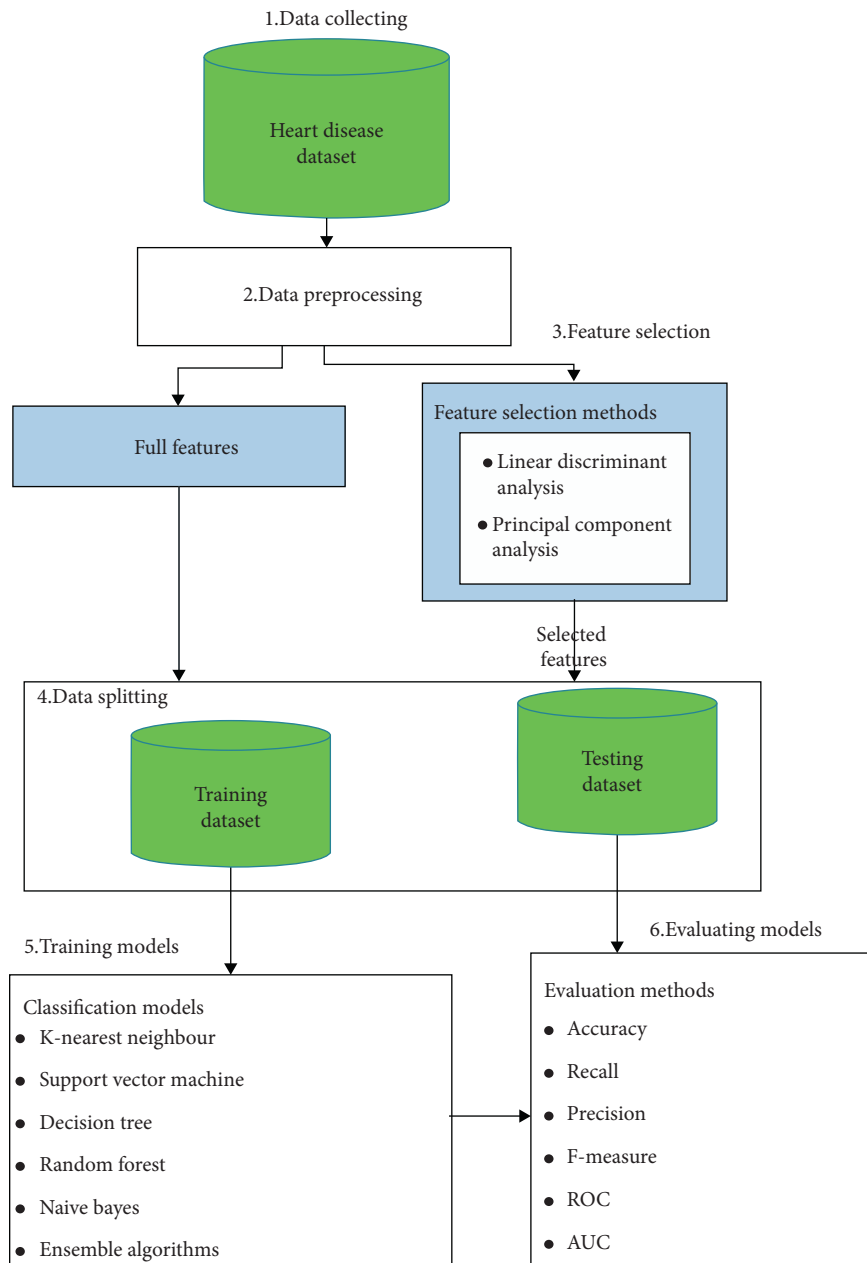 1.Data collecting
Heart disease
dataset
2.Data preprocessing
3.Feature selection
Full features
Feature selection methods
● Linear discriminant
analysis
● Principal component
analysis
Selected
features
4.Data splitting
Training
dataset
Testing
dataset
5.Training models
Classification models
● K-nearest neighbour
● Support vector machine
● Decision tree
● Random forest
● Naive bayes
● Ensemble algorithms
6.Evaluating models
Evaluation methods
● Accuracy
● Recall
● Precision
● F-measure
● ROC
● AUC